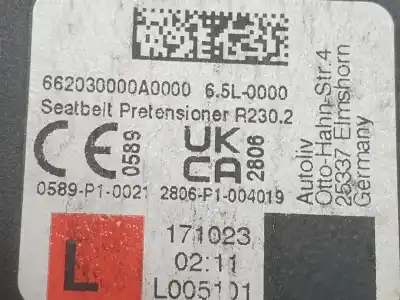 662030000A0000 6.5L-0000
Seatbelt Pretensioner R230.2
CE 0589
UK CA 2806
0589-P1-0021 2806-P1-004019
Autoliv
Otto-Hahn-Str.4
25337 Elmshorn
Germany
L
171023
02:11
L005101